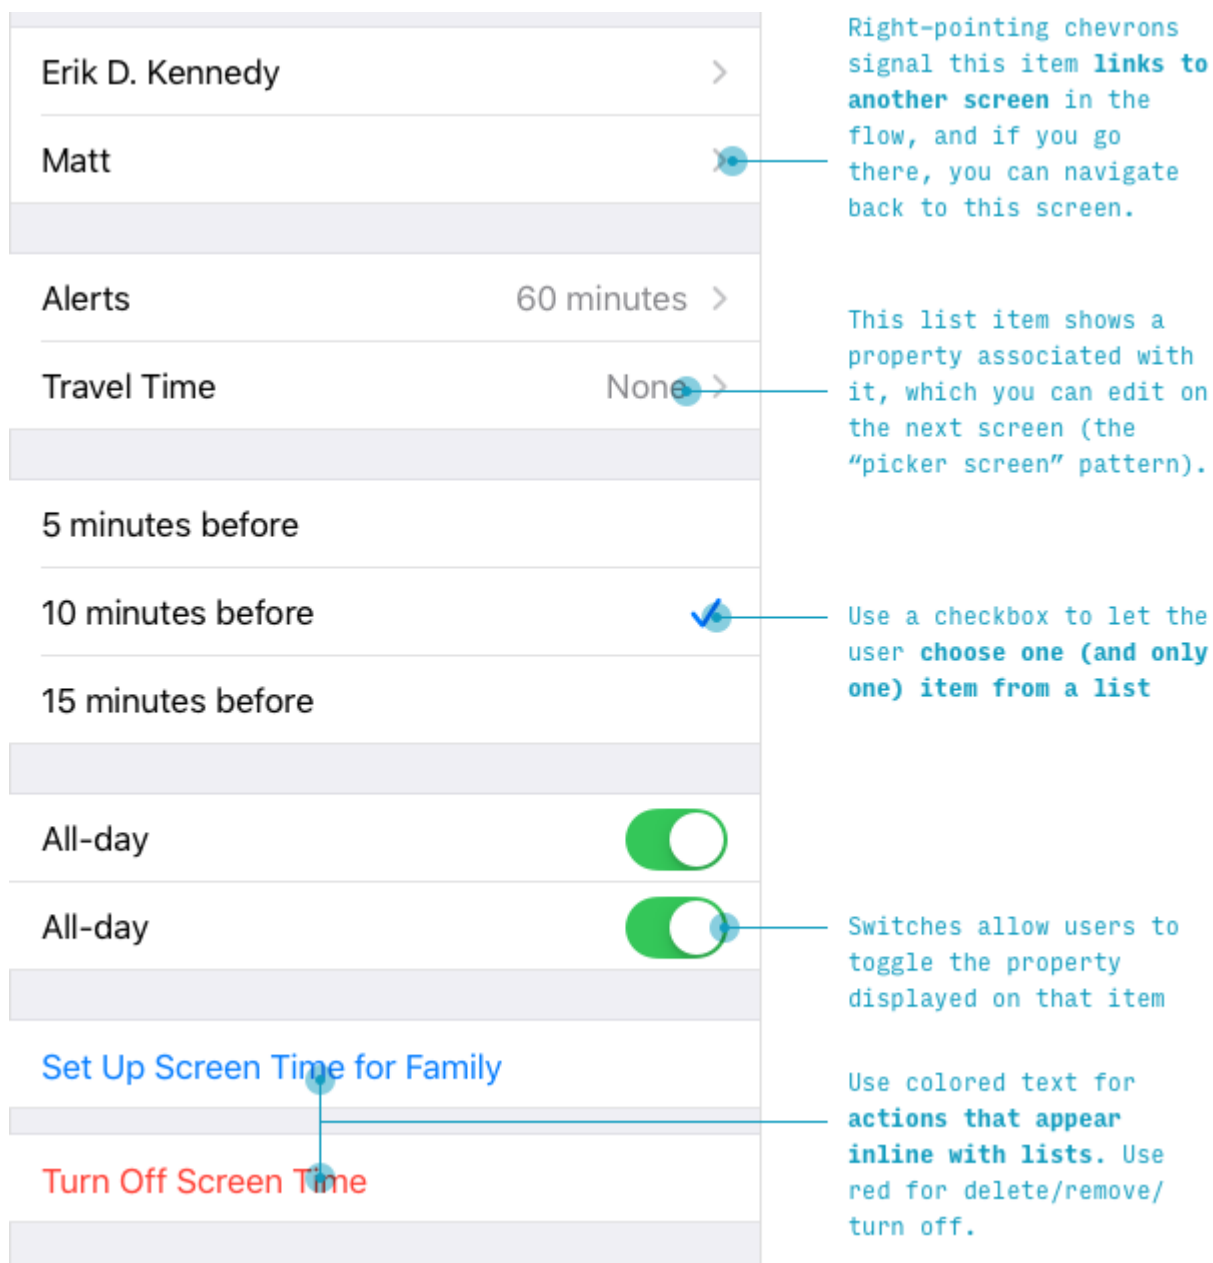 Erik D. Kennedy
Matt
Right-pointing chevrons
signal this item links to
another screen in the
flow, and if you go
there, you can navigate
back to this screen.
Alerts 60 minutes
Travel Time None
This list item shows a
property associated with
it, which you can edit on
the next screen (the
“picker screen” pattern).
5 minutes before
10 minutes before
15 minutes before
Use a checkbox to let the
user choose one (and only
one) item from a list
All-day
All-day
Switches allow users to
toggle the property
displayed on that item
Set Up Screen Time for Family
Turn Off Screen Time
Use colored text for
actions that appear
inline with lists. Use
red for delete/remove/
turn off.